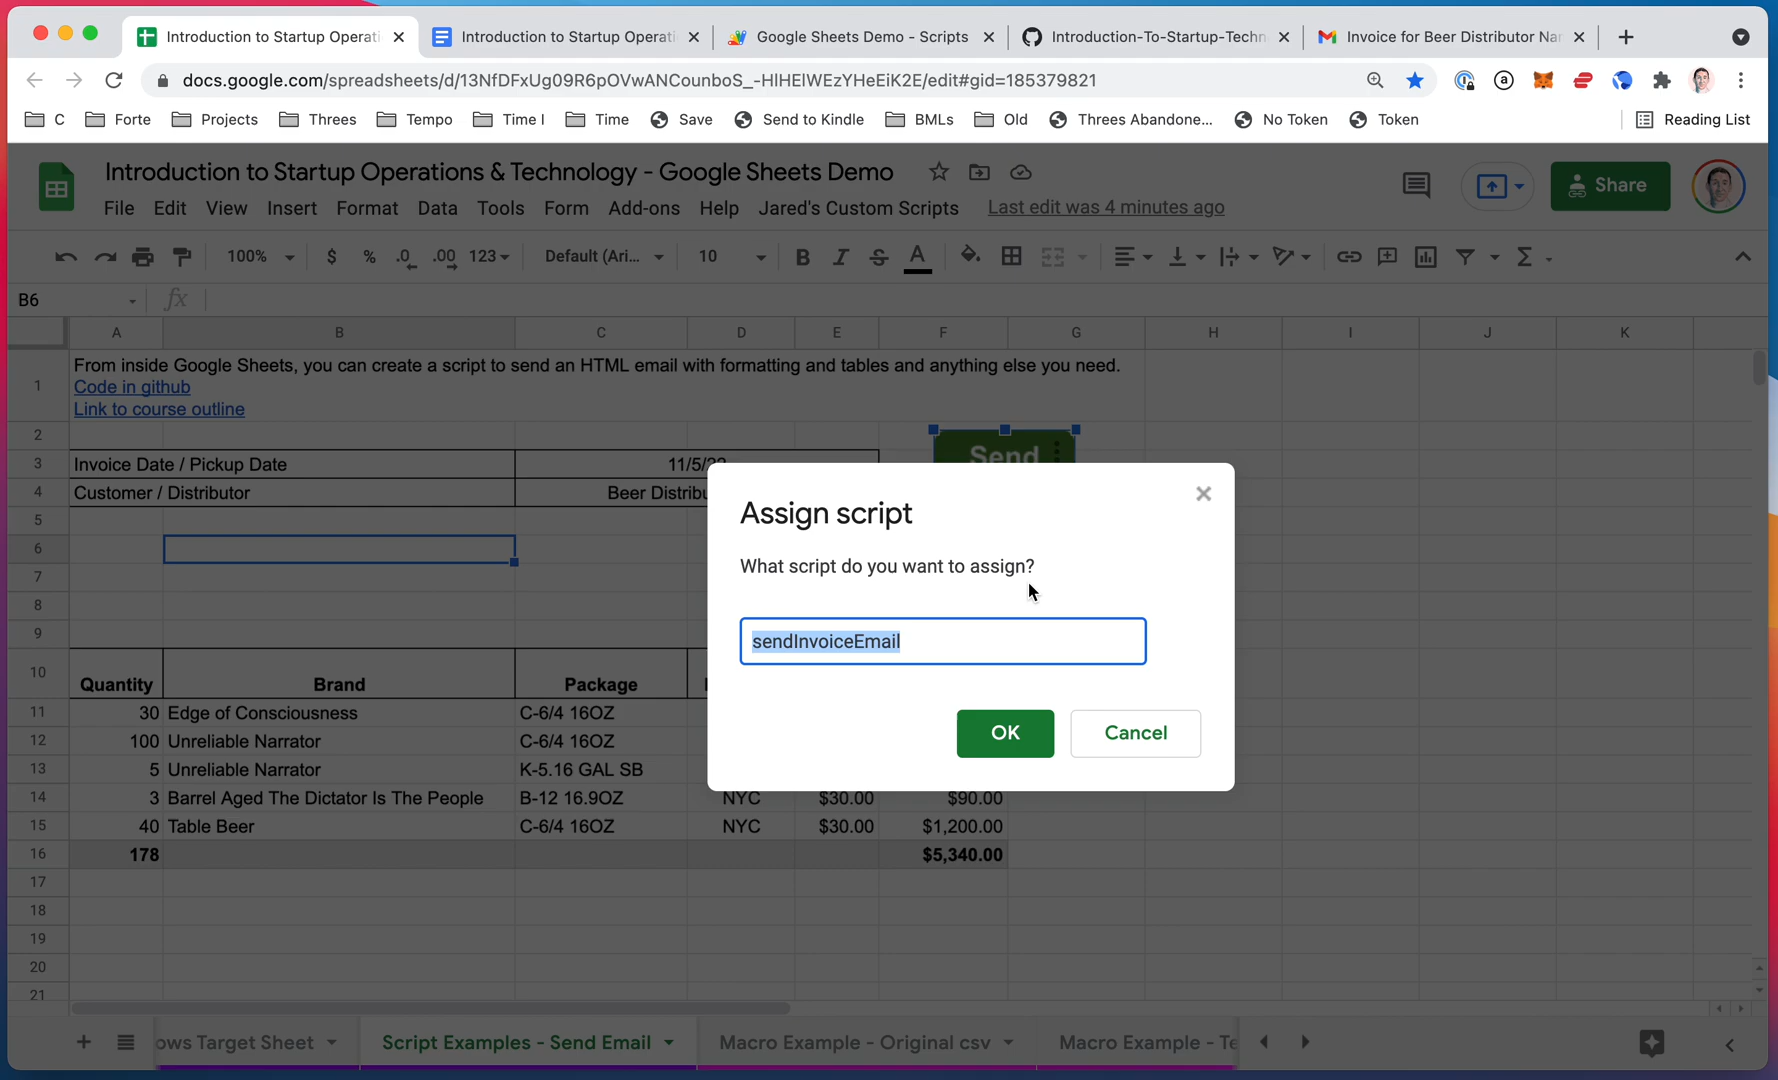 Introduction to Startup Operati
Introduction to Startup Operati
Google Sheets Demo - Scripts
Introduction-To-Startup-Techn
Invoice for Beer Distributor Nar
docs.google.com/spreadsheets/d/13NfDFxUg09R6pOVwANCounboS_-HlHElWEzYHeEiK2E/edit#gid=185379821
C
Forte
Projects
Threes
Tempo
Time I
Time
Save
Send to Kindle
BMLs
Old
Threes Abandone...
No Token
Token
Reading List
Introduction to Startup Operations & Technology - Google Sheets Demo
Share
File Edit View Insert Format Data Tools Form Add-ons Help Jared's Custom Scripts Last edit was 4 minutes ago
100% $ % .0 .00 123 Default (Ari... 10 B I S A
B6 fx
A B C D E F G H I J K
1 From inside Google Sheets, you can create a script to send an HTML email with formatting and tables and anything else you need.
Code in github
Link to course outline
2
Send
3 Invoice Date / Pickup Date 11/5/22
4 Customer / Distributor Beer Distribu
5
6
7
8
9
10 Quantity Brand Package
11 30 Edge of Consciousness C-6/4 16OZ
12 100 Unreliable Narrator C-6/4 16OZ
13 5 Unreliable Narrator K-5.16 GAL SB
14 3 Barrel Aged The Dictator Is The People B-12 16.9OZ NYC $30.00 $90.00
15 40 Table Beer C-6/4 16OZ NYC $30.00 $1,200.00
16 178 $5,340.00
17
18
19
20
21
Assign script
What script do you want to assign?
sendInvoiceEmail
OK
Cancel
ows Target Sheet
Script Examples - Send Email
Macro Example - Original csv
Macro Example - Te